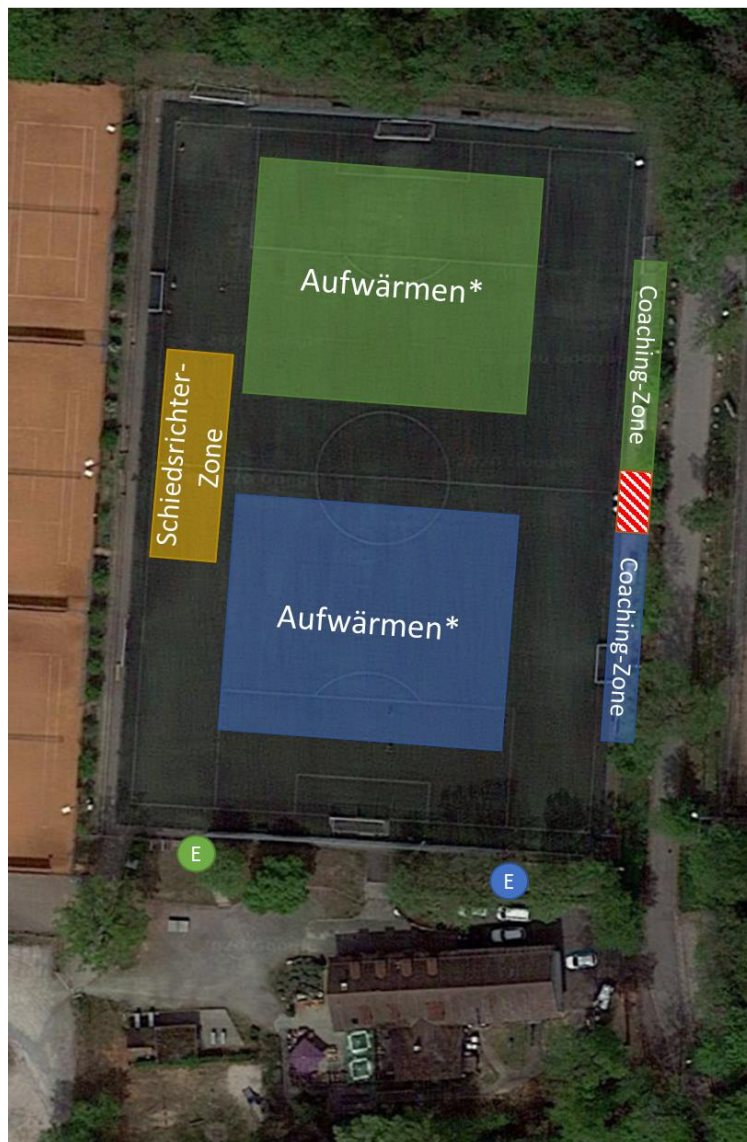 Aufwärmen*
Coaching-Zone
Schiedsrichter-
Zone
Aufwärmen*
Coaching-Zone
E
E